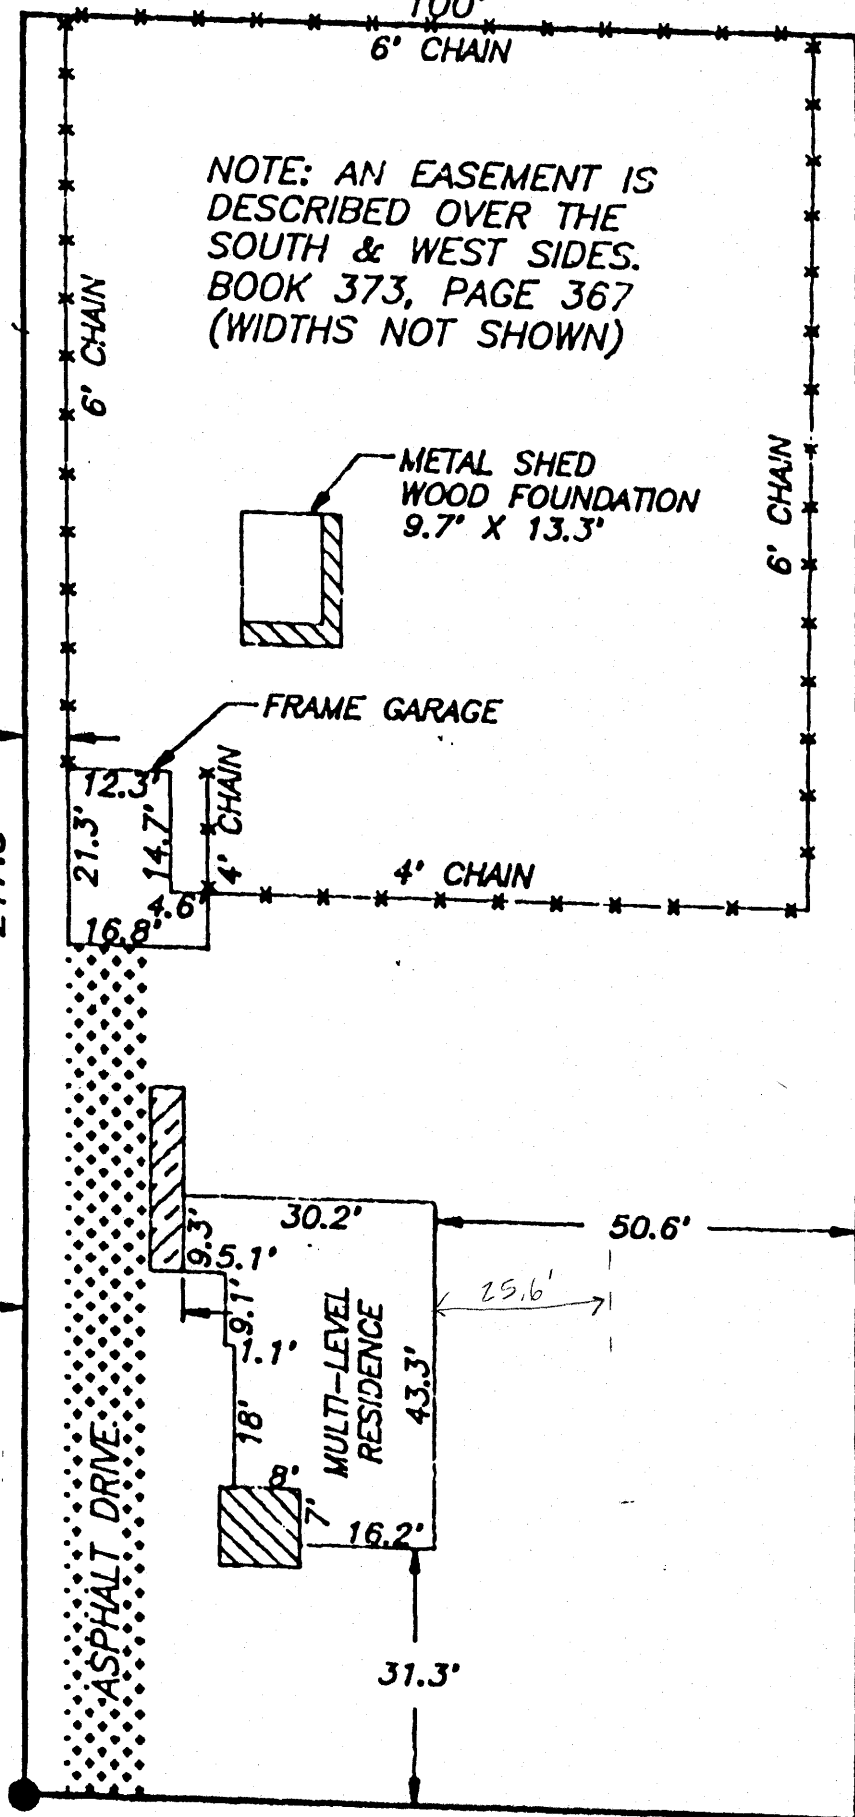 100'
6' CHAIN
NOTE: AN EASEMENT IS
DESCRIBED OVER THE
SOUTH & WEST SIDES.
BOOK 373, PAGE 367
(WIDTHS NOT SHOWN)
6' CHAIN
METAL SHED
WOOD FOUNDATION
9.7' X 13.3'
6' CHAIN
FRAME GARAGE
12.3'
21.3'
14.7'
4' CHAIN
4' CHAIN
4.6'
16.8'
30.2'
50.6'
9.3'
5.1'
25.6'
9.1'
1.1'
MULTI-LEVEL
RESIDENCE
43.3'
18'
8'
7'
16.2'
ASPHALT DRIVE
31.3'